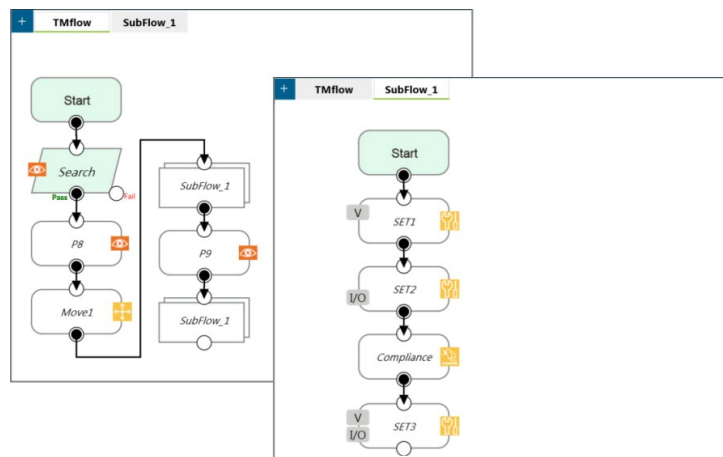 + TMflow SubFlow_1
Start
Search
Pass
Fail
P8
Move1
SubFlow_1
P9
SubFlow_1
+ TMflow SubFlow_1
Start
V
SET1
SET2
I/O
Compliance
V
SET3
I/O